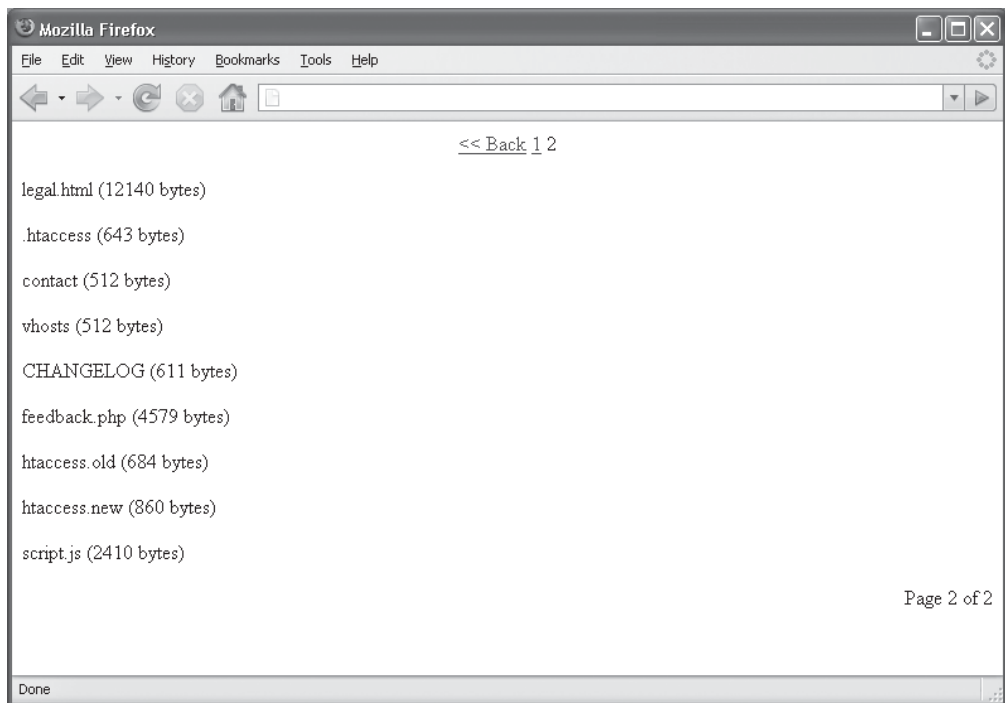 Mozilla Firefox
File Edit View History Bookmarks Tools Help
<< Back 1 2
legal.html (12140 bytes)
.htaccess (643 bytes)
contact (512 bytes)
vhosts (512 bytes)
CHANGELOG (611 bytes)
feedback.php (4579 bytes)
htaccess.old (684 bytes)
htaccess.new (860 bytes)
script.js (2410 bytes)
Page 2 of 2
Done